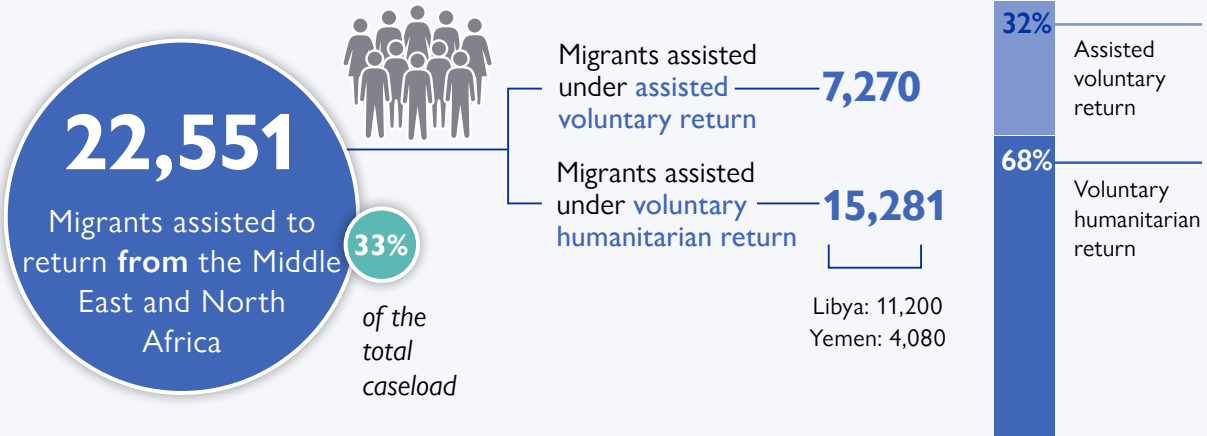 22,551
Migrants assisted to
return from the Middle
East and North
Africa
33%
of the
total
caseload
Migrants assisted
under assisted
voluntary return
7,270
Migrants assisted
under voluntary
humanitarian return
15,281
Libya: 11,200
Yemen: 4,080
32%
Assisted
voluntary
return
68%
Voluntary
humanitarian
return